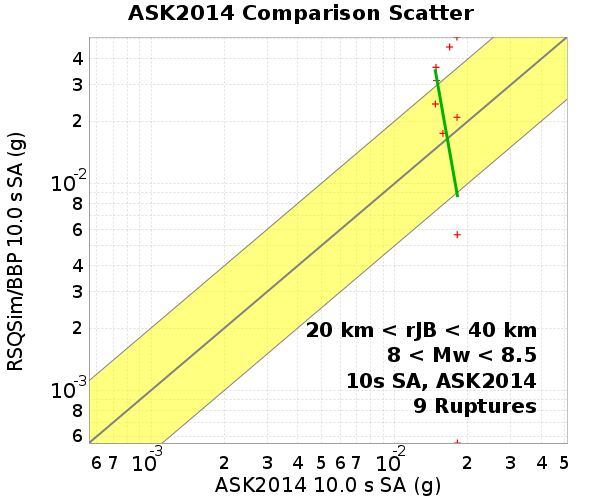 ASK2014 Comparison Scatter
RSQSim/BBP 10.0 s SA (g)
4
3
2
10-2
8
6
4
3
2
10-3
8
6
20 km < rJB < 40 km
8 < Mw < 8.5
10s SA, ASK2014
9 Ruptures
6 7 10-3 2 3 4 5 6 7 10-2 2 3 4 5
ASK2014 10.0 s SA (g)